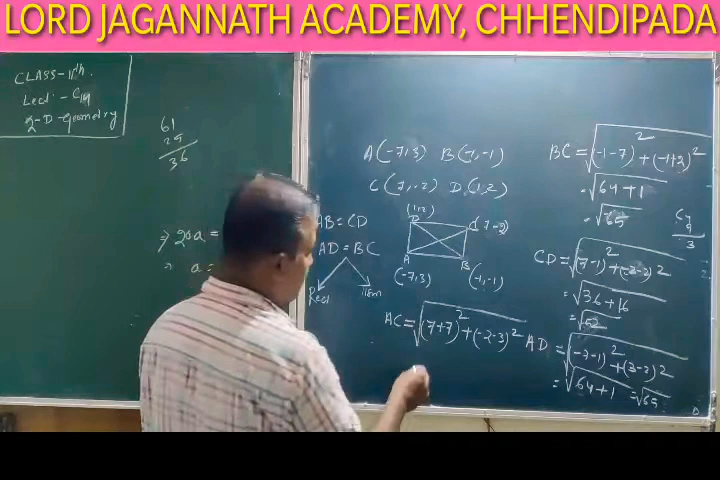 LORD JAGANNATH ACADEMY, CHHENDIPADA
CLASS-11th.
Lect. -
2-D-Geometry
61
25
36
⇒ 20a =
⇒ a =
A(-7,3) B(-1,-1)
C(7,-2) D(1,2)
AB=CD
AD=BC
Rect
(1,2)
D
C(7,-2)
A
B
(-7,3)
(-1,-1)
AC=√(7+7)²+(-2-3)²
BC=√(-1-7)²+(-1+2)²
=√64+1
=√65
CD=√(7-1)²+(-2-2)²
=√36+16
=√52
AD=√(-7-1)²+(3-2)²
=√64+1 =√65